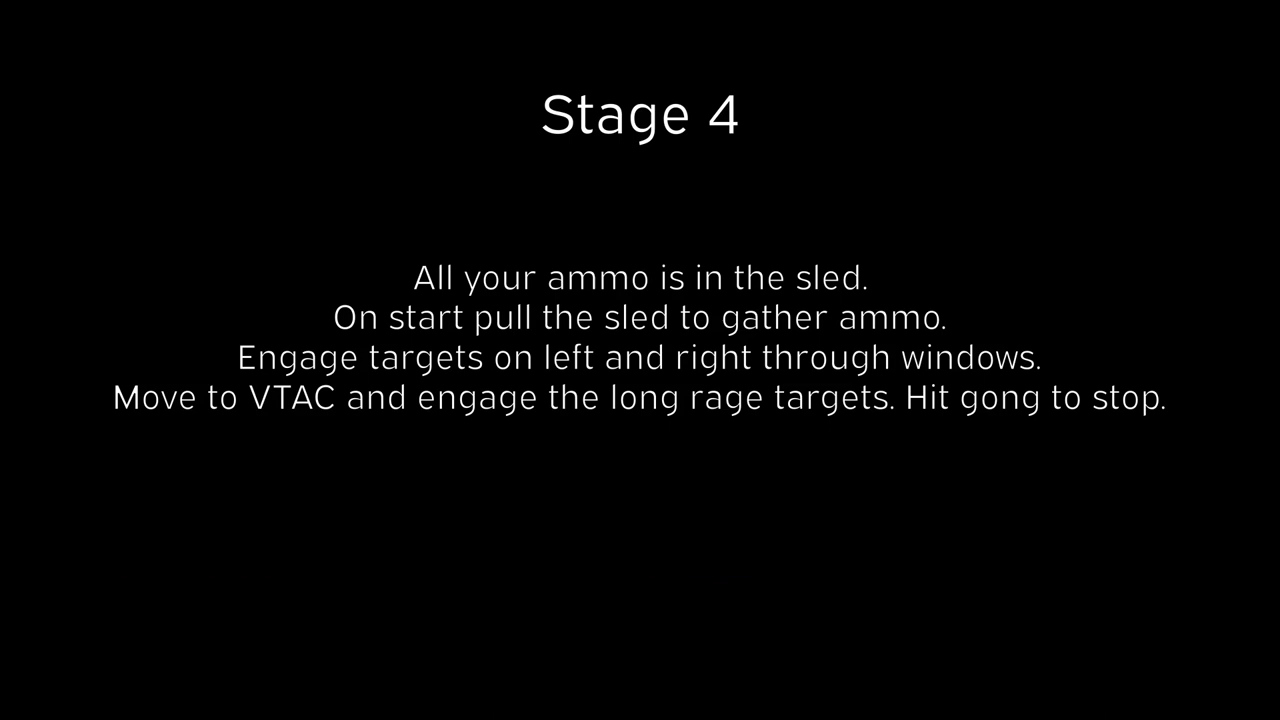 Stage 4
All your ammo is in the sled.
On start pull the sled to gather ammo.
Engage targets on left and right through windows.
Move to VTAC and engage the long rage targets. Hit gong to stop.